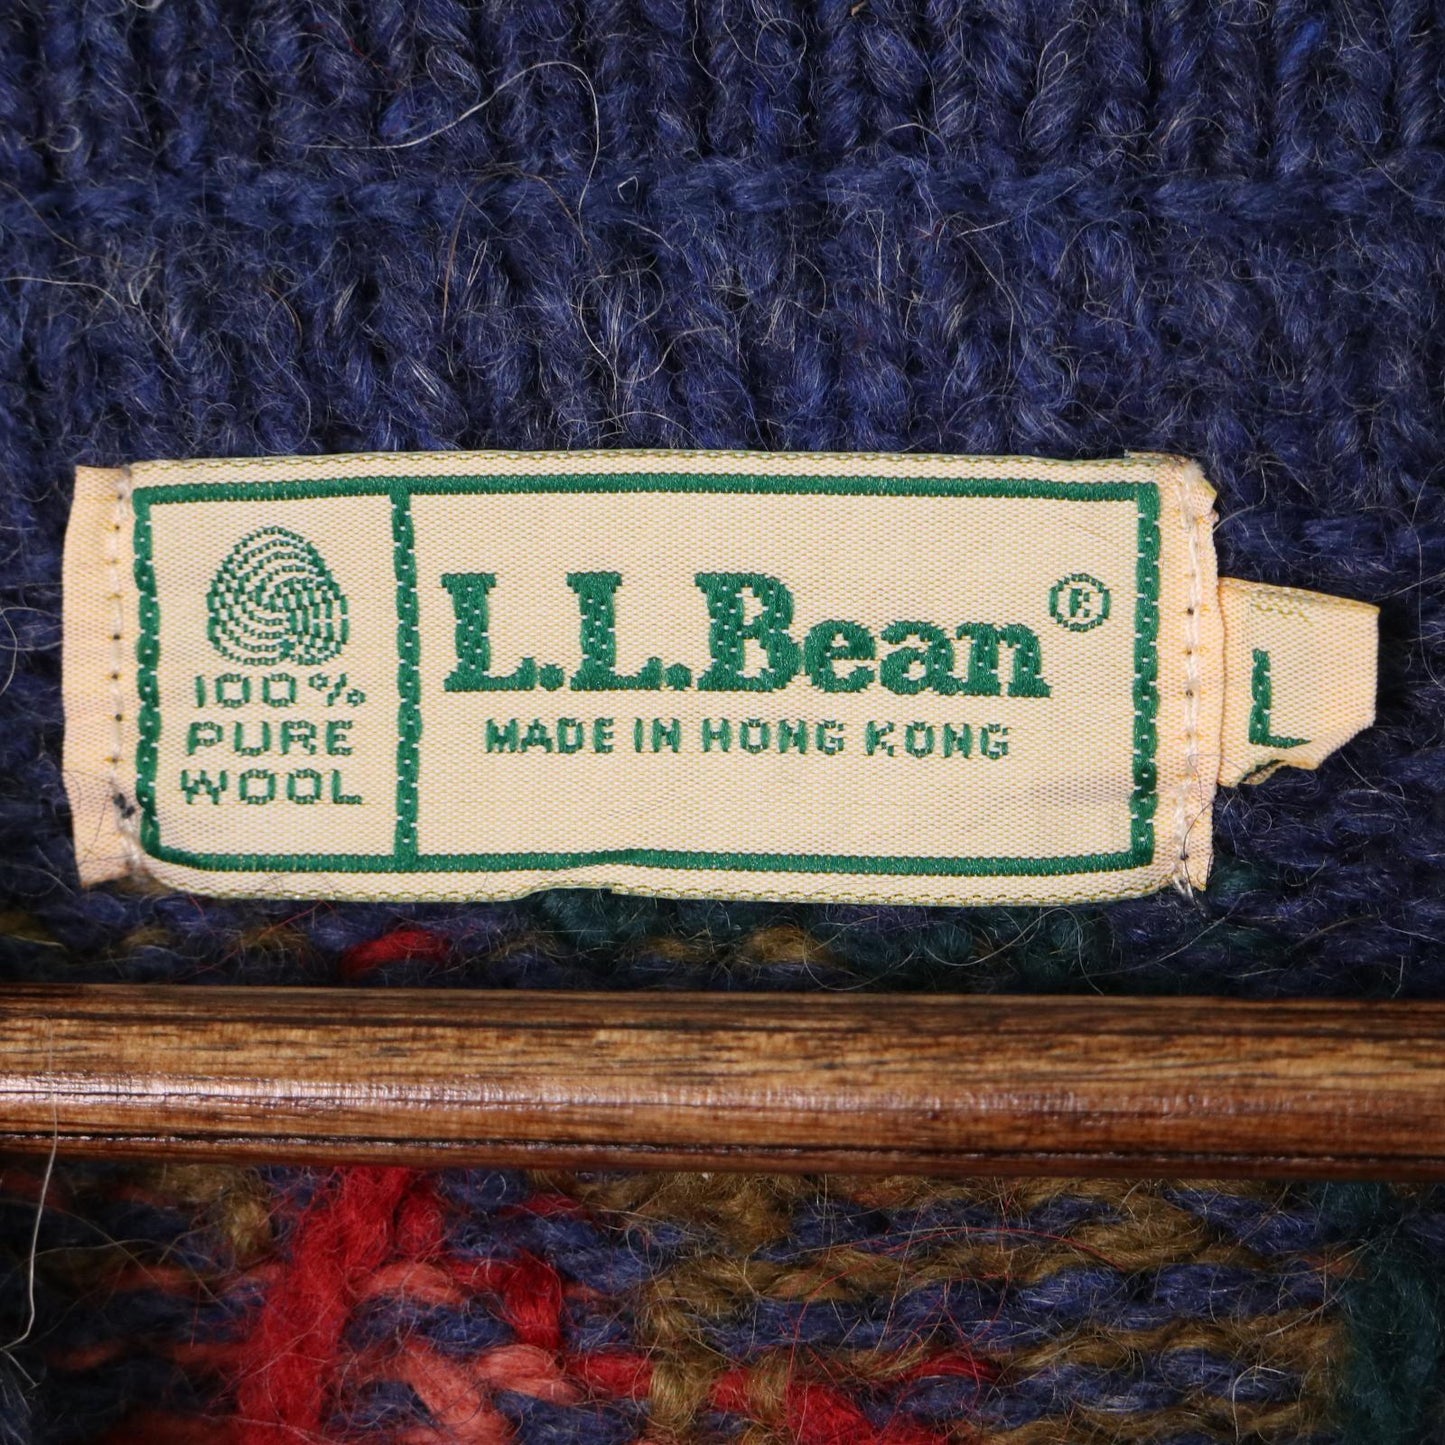 100%
PURE
WOOL
L.L.Bean®
MADE IN HONG KONG
L